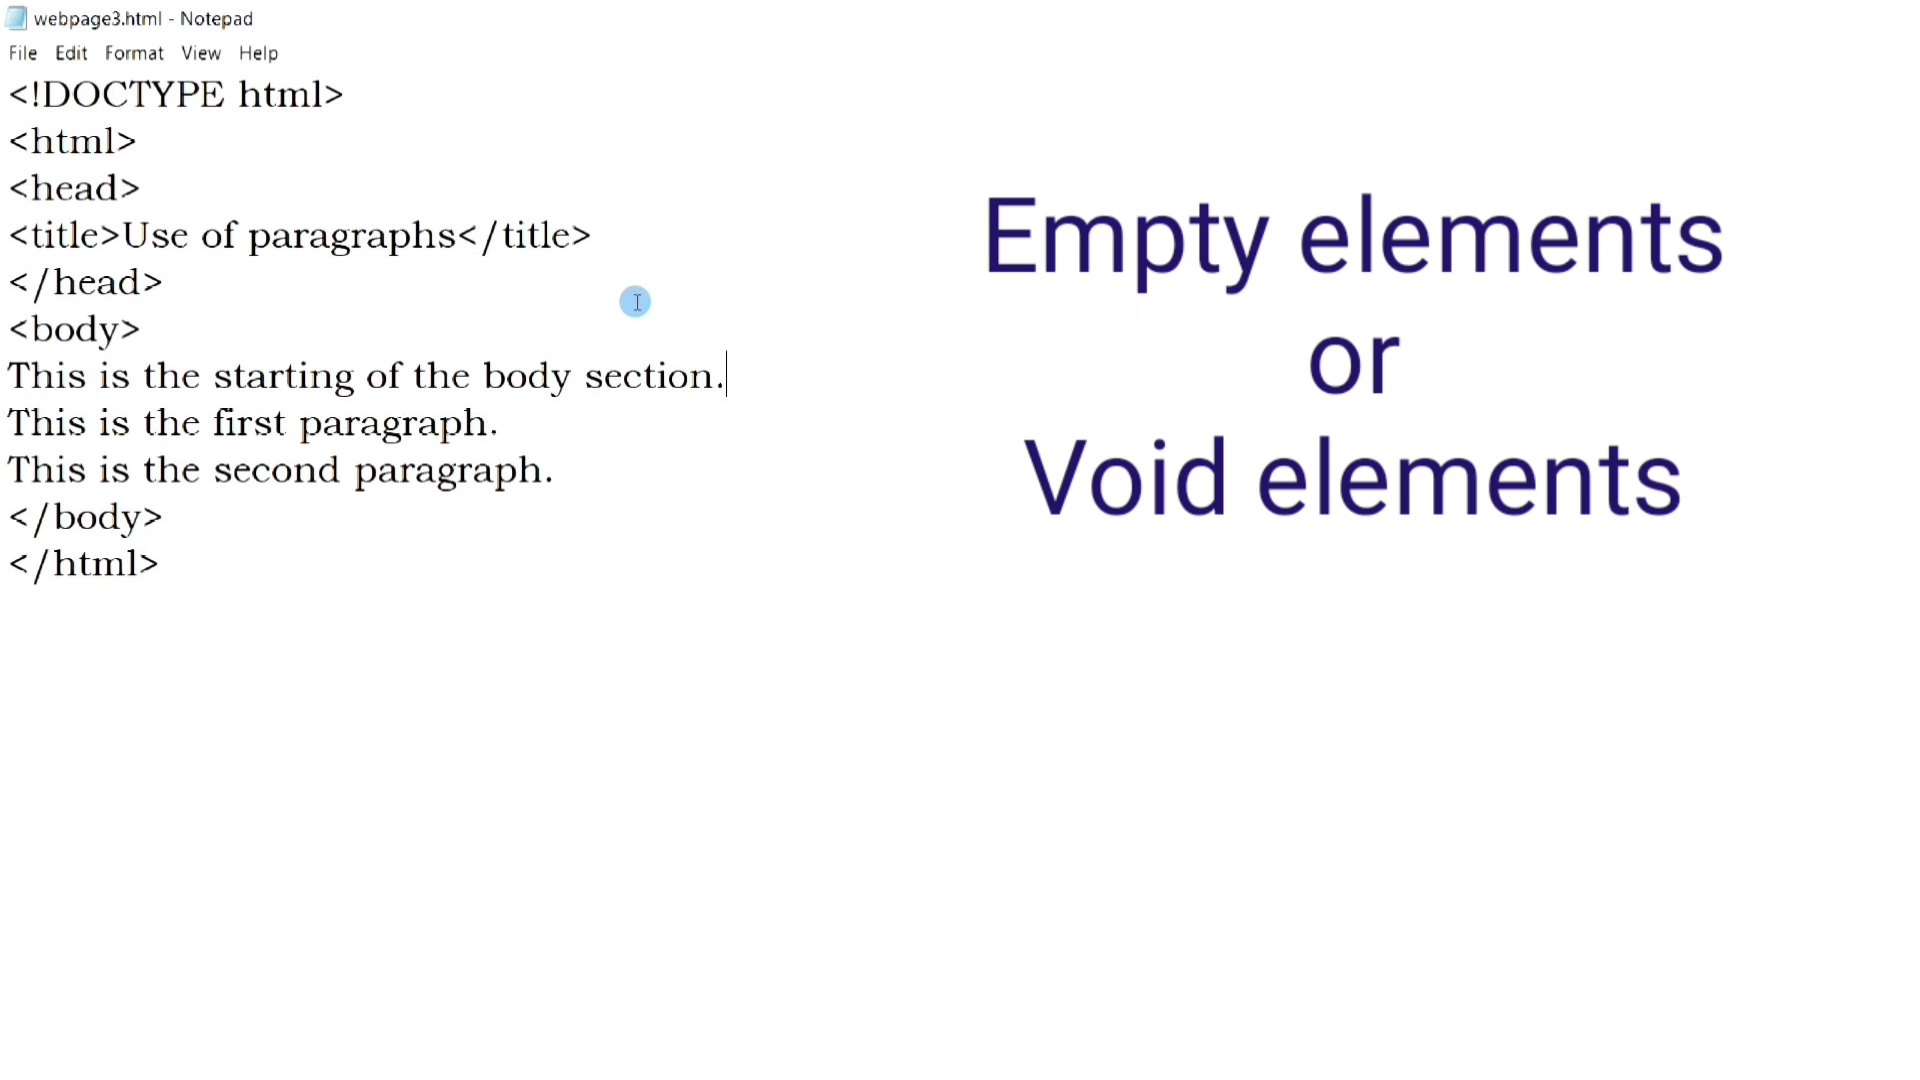 webpage3.html - Notepad
File Edit Format View Help
<!DOCTYPE html>
<html>
<head>
<title>Use of paragraphs</title>
</head>
<body>
This is the starting of the body section.
This is the first paragraph.
This is the second paragraph.
</body>
</html>
Empty elements
or
Void elements